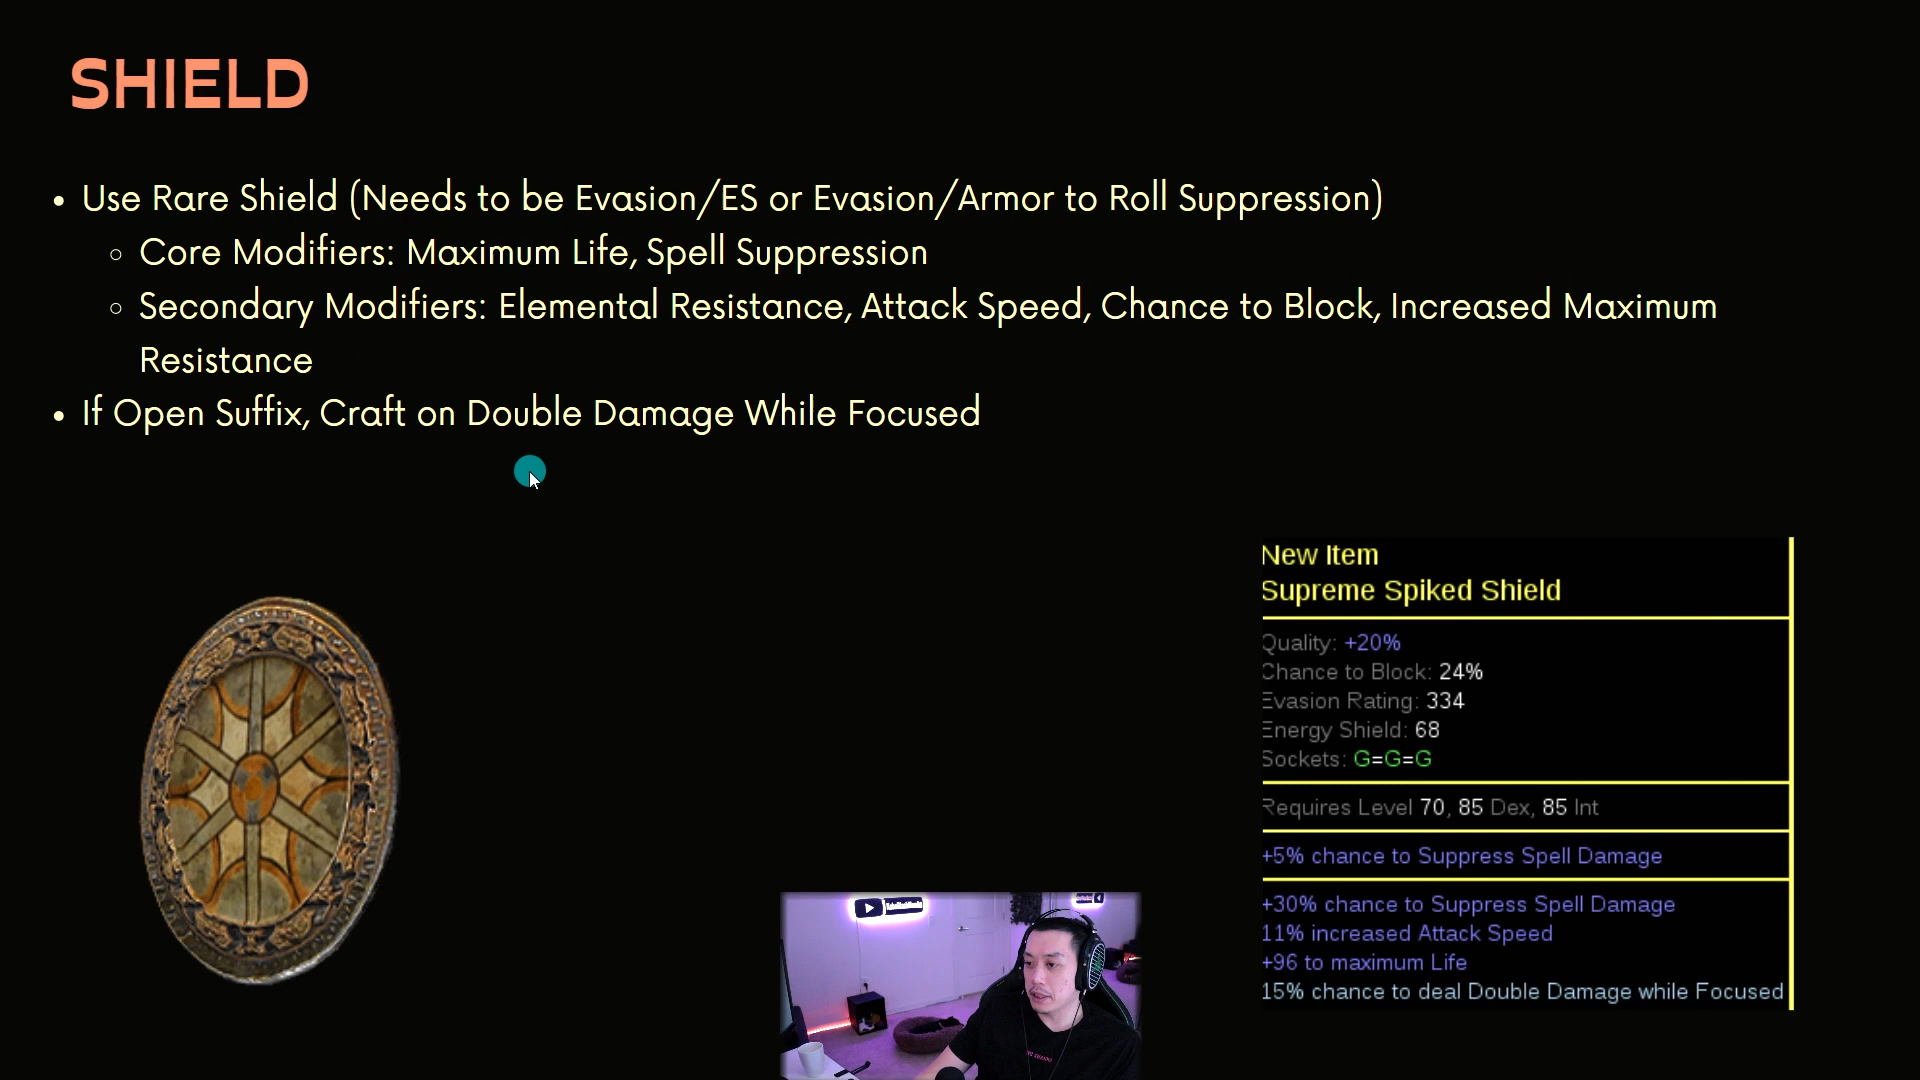 SHIELD
• Use Rare Shield (Needs to be Evasion/ES or Evasion/Armor to Roll Suppression)
◦ Core Modifiers: Maximum Life, Spell Suppression
◦ Secondary Modifiers: Elemental Resistance, Attack Speed, Chance to Block, Increased Maximum
Resistance
• If Open Suffix, Craft on Double Damage While Focused
New Item
Supreme Spiked Shield
Quality: +20%
Chance to Block: 24%
Evasion Rating: 334
Energy Shield: 68
Sockets: G=G=G
Requires Level 70, 85 Dex, 85 Int
+5% chance to Suppress Spell Damage
+30% chance to Suppress Spell Damage
11% increased Attack Speed
+96 to maximum Life
15% chance to deal Double Damage while Focused